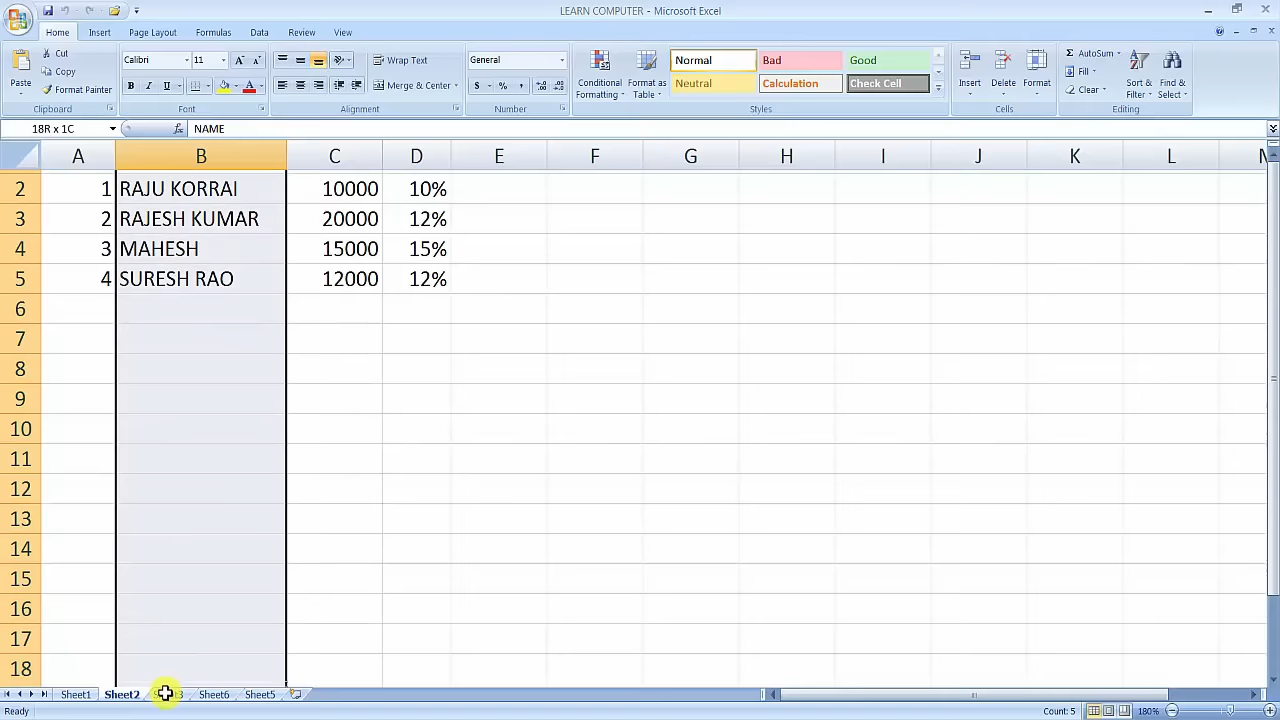 LEARN COMPUTER - Microsoft Excel
Home Insert Page Layout Formulas Data Review View
Paste Cut Copy Format Painter Clipboard
Calibri 11 A A B I U A Font
Wrap Text Merge & Center Alignment
General $ % , Number
Conditional Formatting Format as Table Normal Bad Good Neutral Calculation Check Cell Styles
Insert Delete Format Cells
Σ AutoSum Fill Clear Sort & Filter Find & Select Editing
18R x 1C fx NAME
A B C D E F G H I J K L
2 1 RAJU KORRAI 10000 10%
3 2 RAJESH KUMAR 20000 12%
4 3 MAHESH 15000 15%
5 4 SURESH RAO 12000 12%
6
7
8
9
10
11
12
13
14
15
16
17
18
Sheet1 Sheet2 Sheet6 Sheet5
Ready Count: 5 180%